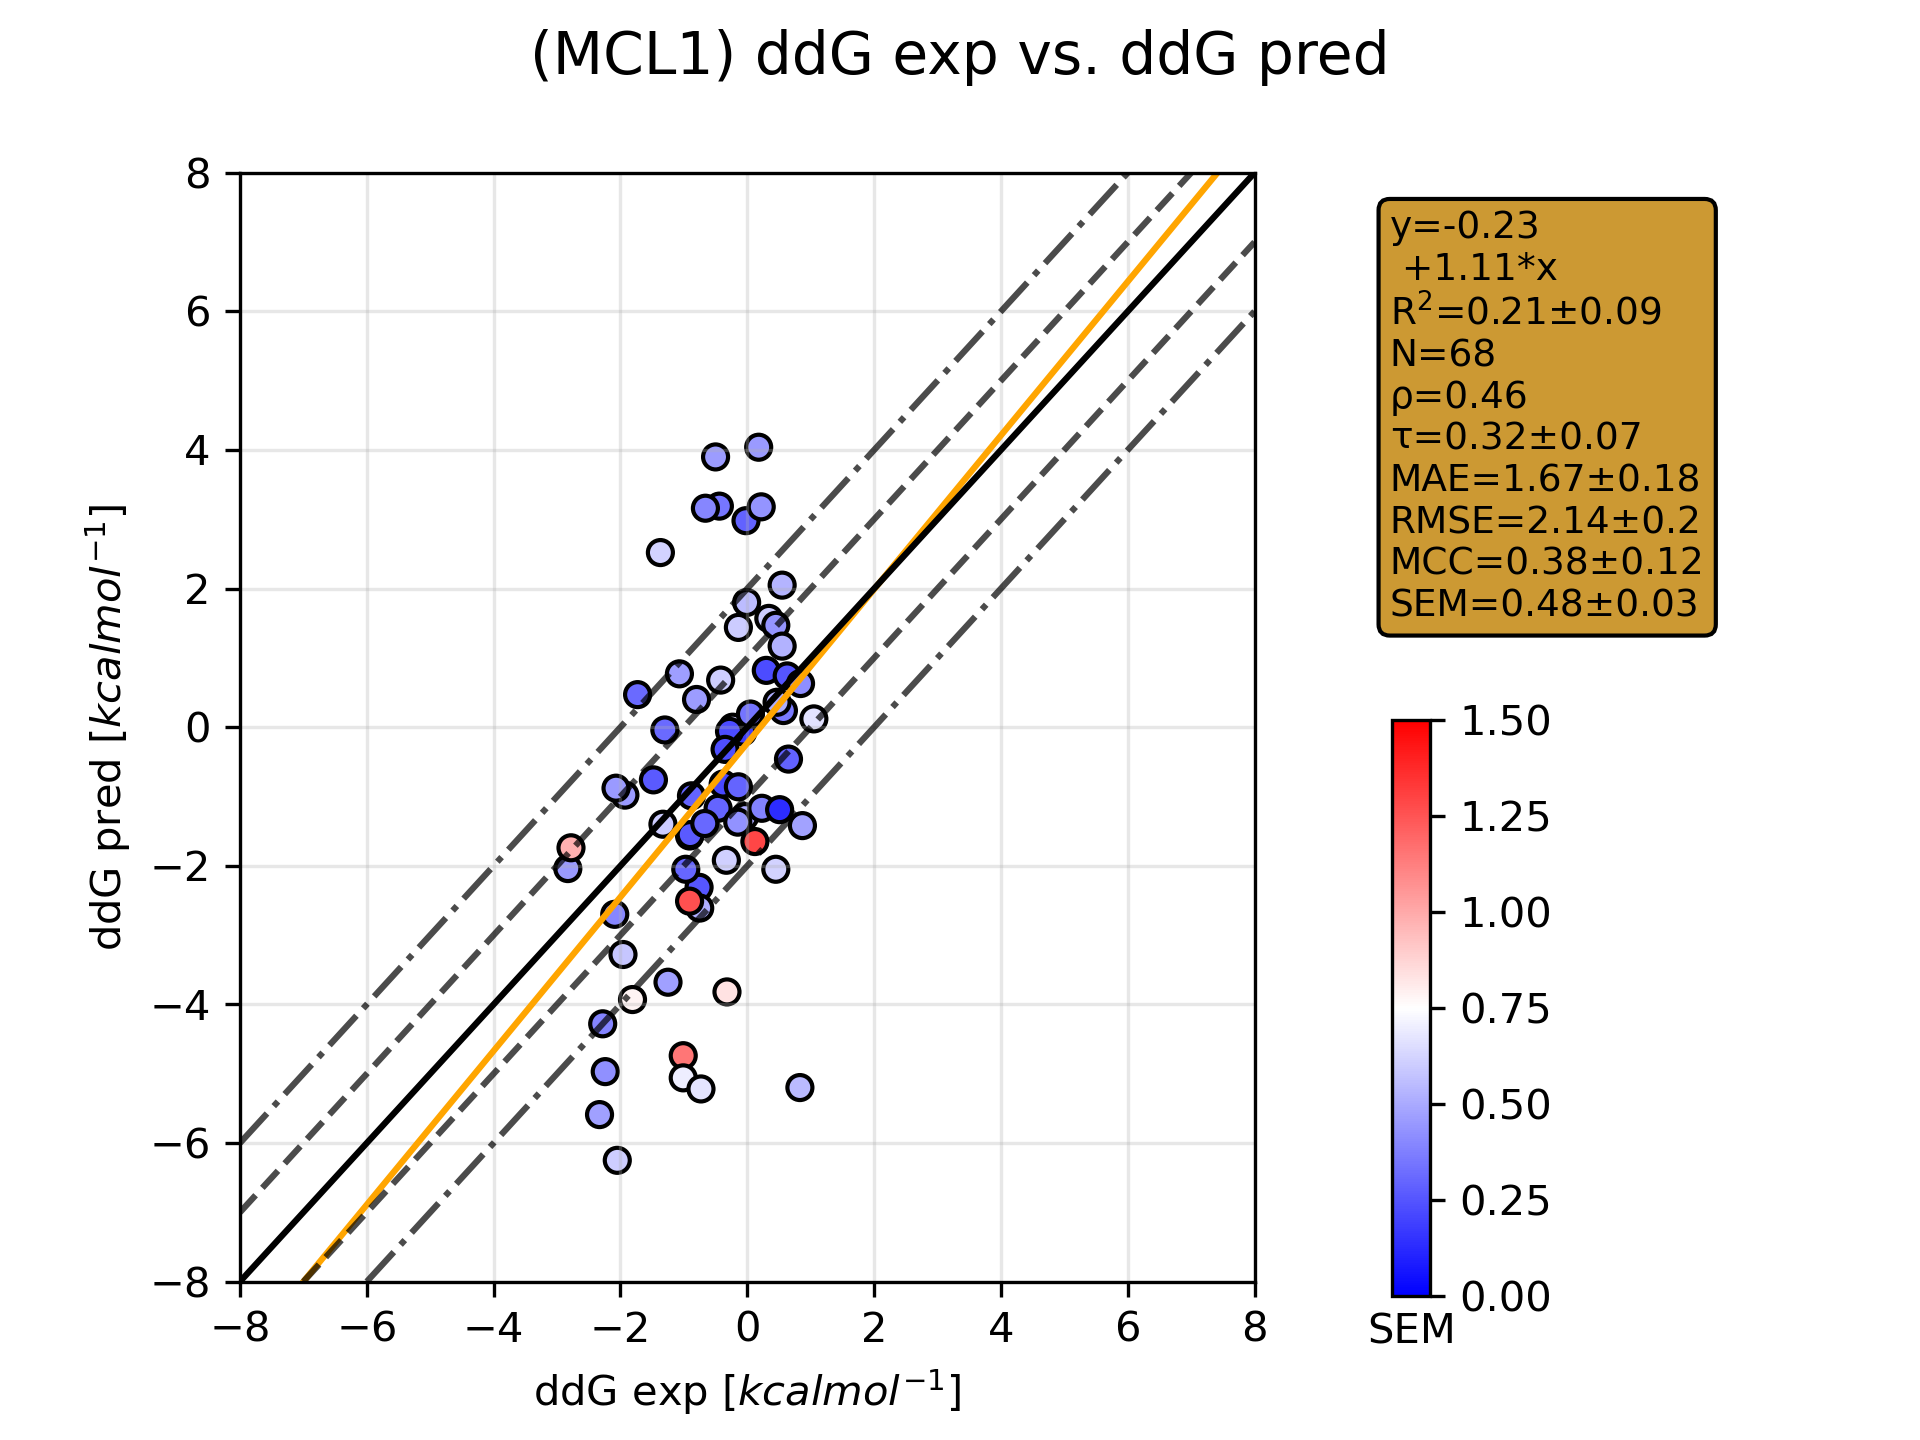 (MCL1) ddG exp vs. ddG pred
8
6
4
2
0
−2
−4
−6
−8
ddG pred [kcalmol⁻¹]
−8 −6 −4 −2 0 2 4 6 8
ddG exp [kcalmol⁻¹]
y=-0.23
+1.11*x
R²=0.21±0.09
N=68
ρ=0.46
τ=0.32±0.07
MAE=1.67±0.18
RMSE=2.14±0.2
MCC=0.38±0.12
SEM=0.48±0.03
1.50
1.25
1.00
0.75
0.50
0.25
0.00
SEM